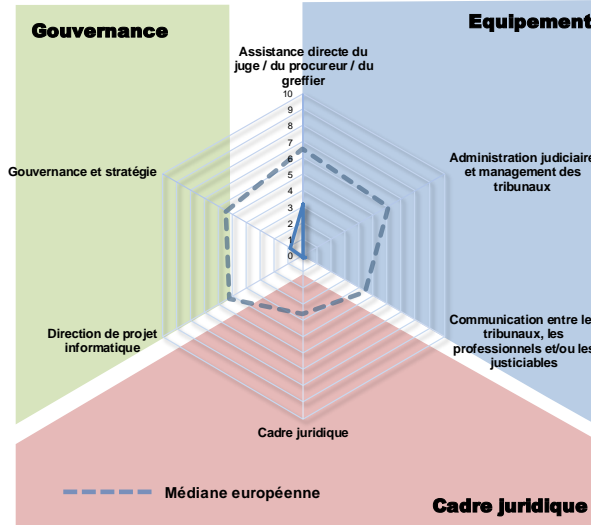 Gouvernance
Equipement
Assistance directe du
juge / du procureur / du
greffier
10
9
8
7
6
5
4
3
2
1
0
Gouvernance et stratégie
Administration judiciaire
et management des
tribunaux
Direction de projet
informatique
Communication entre le
tribunaux, les
professionnels et/ou les
justiciables
Cadre juridique
Médiane européenne
Cadre juridique